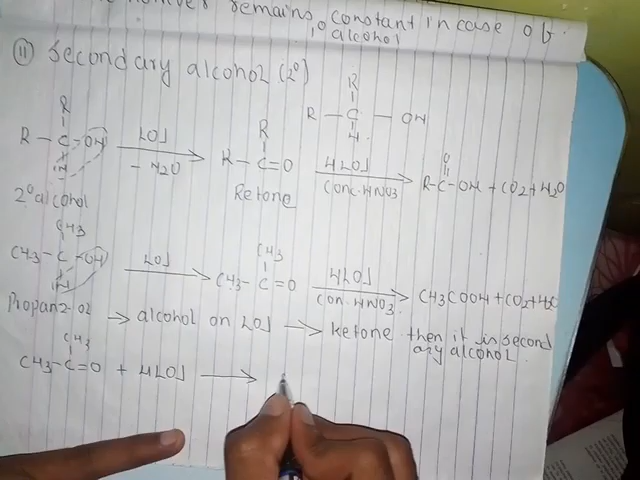 number remains constant in case of
1° alcohol
(ii) Secondary alcohol (2°)
R
R - C - OH
H
R
R - C - OH
H
[O]
- H2O
R
R - C = O
4[O]
Conc. HNO3
O
R - C - OH + CO2 + H2O
2° alcohol
Ketone
CH3
CH3 - C - OH
H
[O]
CH3
CH3 - C = O
4[O]
Conc. HNO3
CH3COOH + CO2 + H2O
Propan-2-ol
→ alcohol on [O] → ketone then it is second
ary alcohol.
CH3
CH3 - C = O + 4[O] →